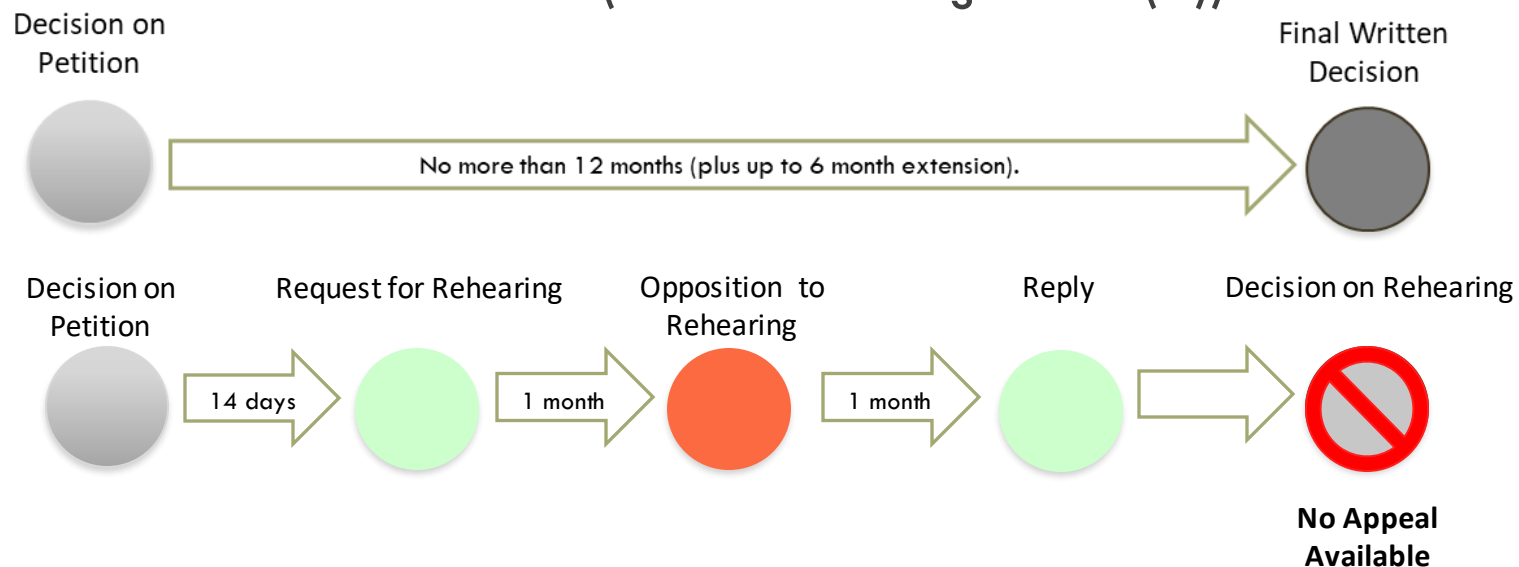 Decision on
Petition
Final Written
Decision
No more than 12 months (plus up to 6 month extension).
Decision on
Petition
Request for Rehearing
Opposition to
Rehearing
Reply
Decision on Rehearing
14 days
1 month
1 month
No Appeal
Available